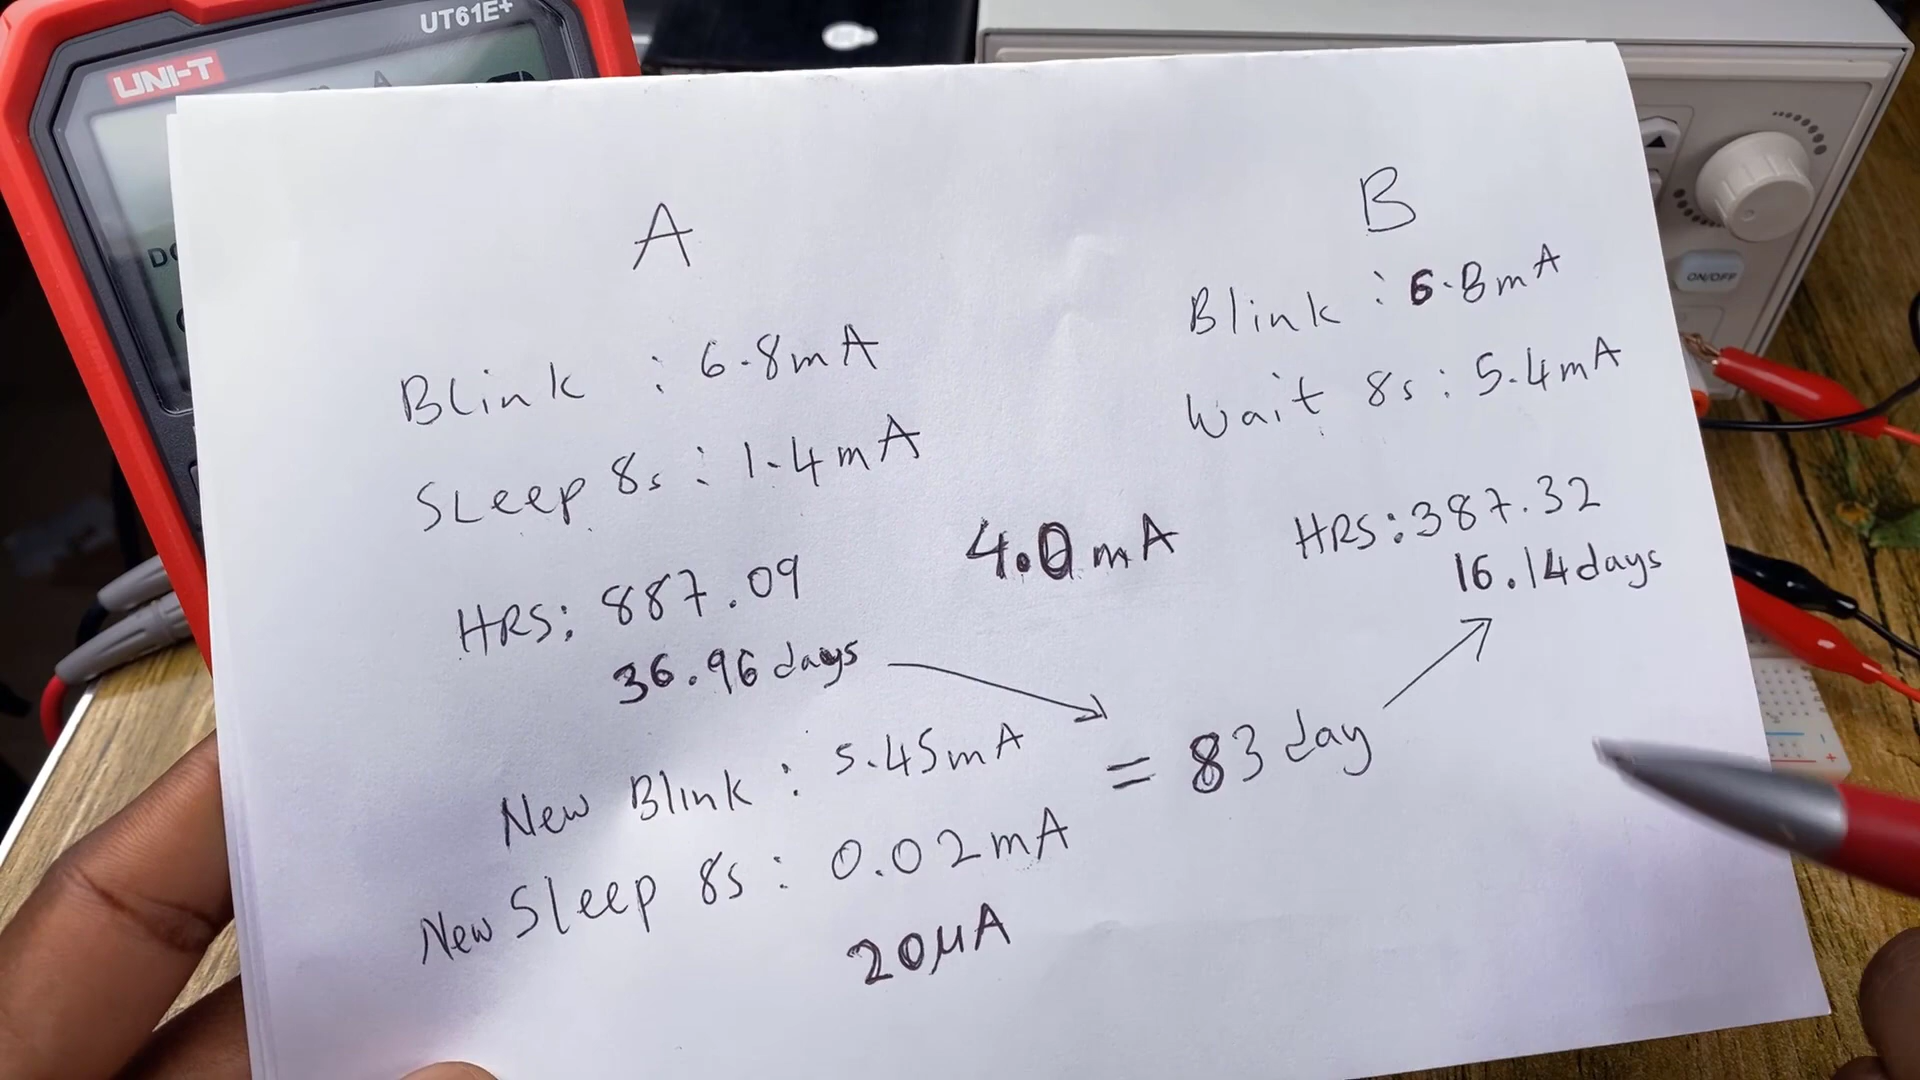 UNI-T
UT61E+
A
Blink : 6.8mA
Sleep 8s : 1.4mA
HRS: 887.09
36.96 days
New Blink : 5.45mA
New Sleep 8s : 0.02mA
20µA
4.0mA
= 83 day
B
Blink : 6.8mA
Wait 8s : 5.4mA
HRS: 387.32
16.14 days
ON/OFF